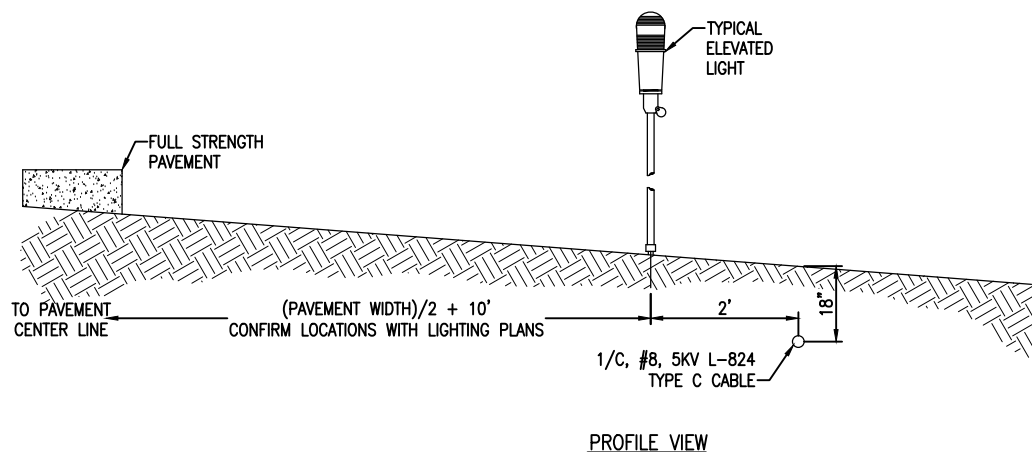 TYPICAL
ELEVATED
LIGHT
FULL STRENGTH
PAVEMENT
TO PAVEMENT
CENTER LINE
(PAVEMENT WIDTH)/2 + 10'
CONFIRM LOCATIONS WITH LIGHTING PLANS
2'
18"
1/C, #8, 5KV L-824
TYPE C CABLE
PROFILE VIEW